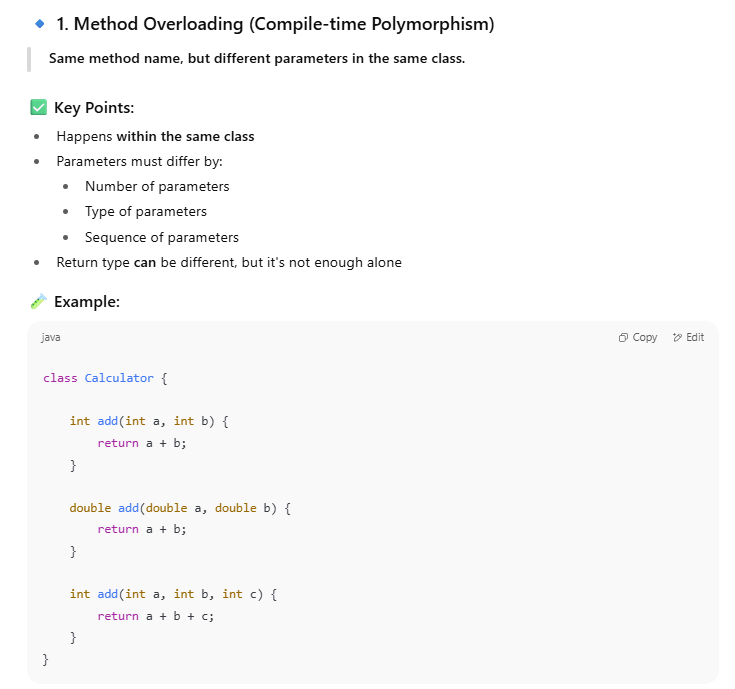 1. Method Overloading (Compile-time Polymorphism)
Same method name, but different parameters in the same class.
Key Points:
Happens within the same class
Parameters must differ by:
Number of parameters
Type of parameters
Sequence of parameters
Return type can be different, but it's not enough alone
Example:
java Copy Edit
class Calculator {
    int add(int a, int b) {
        return a + b;
    }
    double add(double a, double b) {
        return a + b;
    }
    int add(int a, int b, int c) {
        return a + b + c;
    }
}